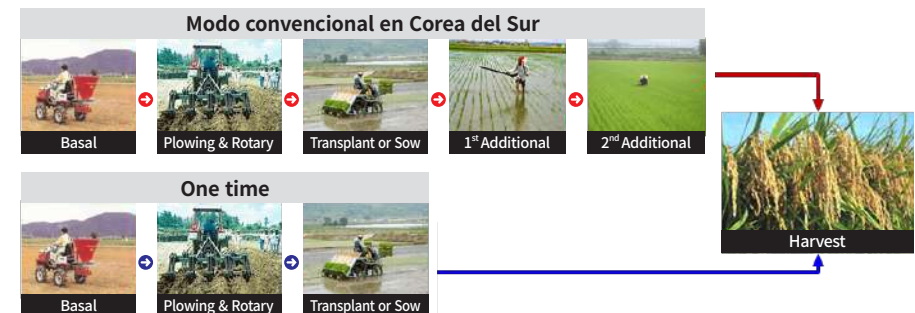 Modo convencional en Corea del Sur
Basal
Plowing & Rotary
Transplant or Sow
1st Additional
2nd Additional
One time
Basal
Plowing & Rotary
Transplant or Sow
Harvest